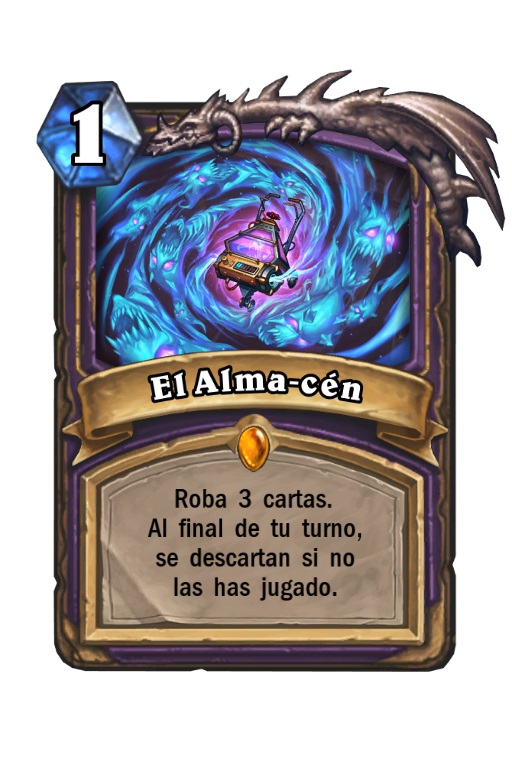 1
El Alma-cén
Roba 3 cartas.
Al final de tu turno,
se descartan si no
las has jugado.